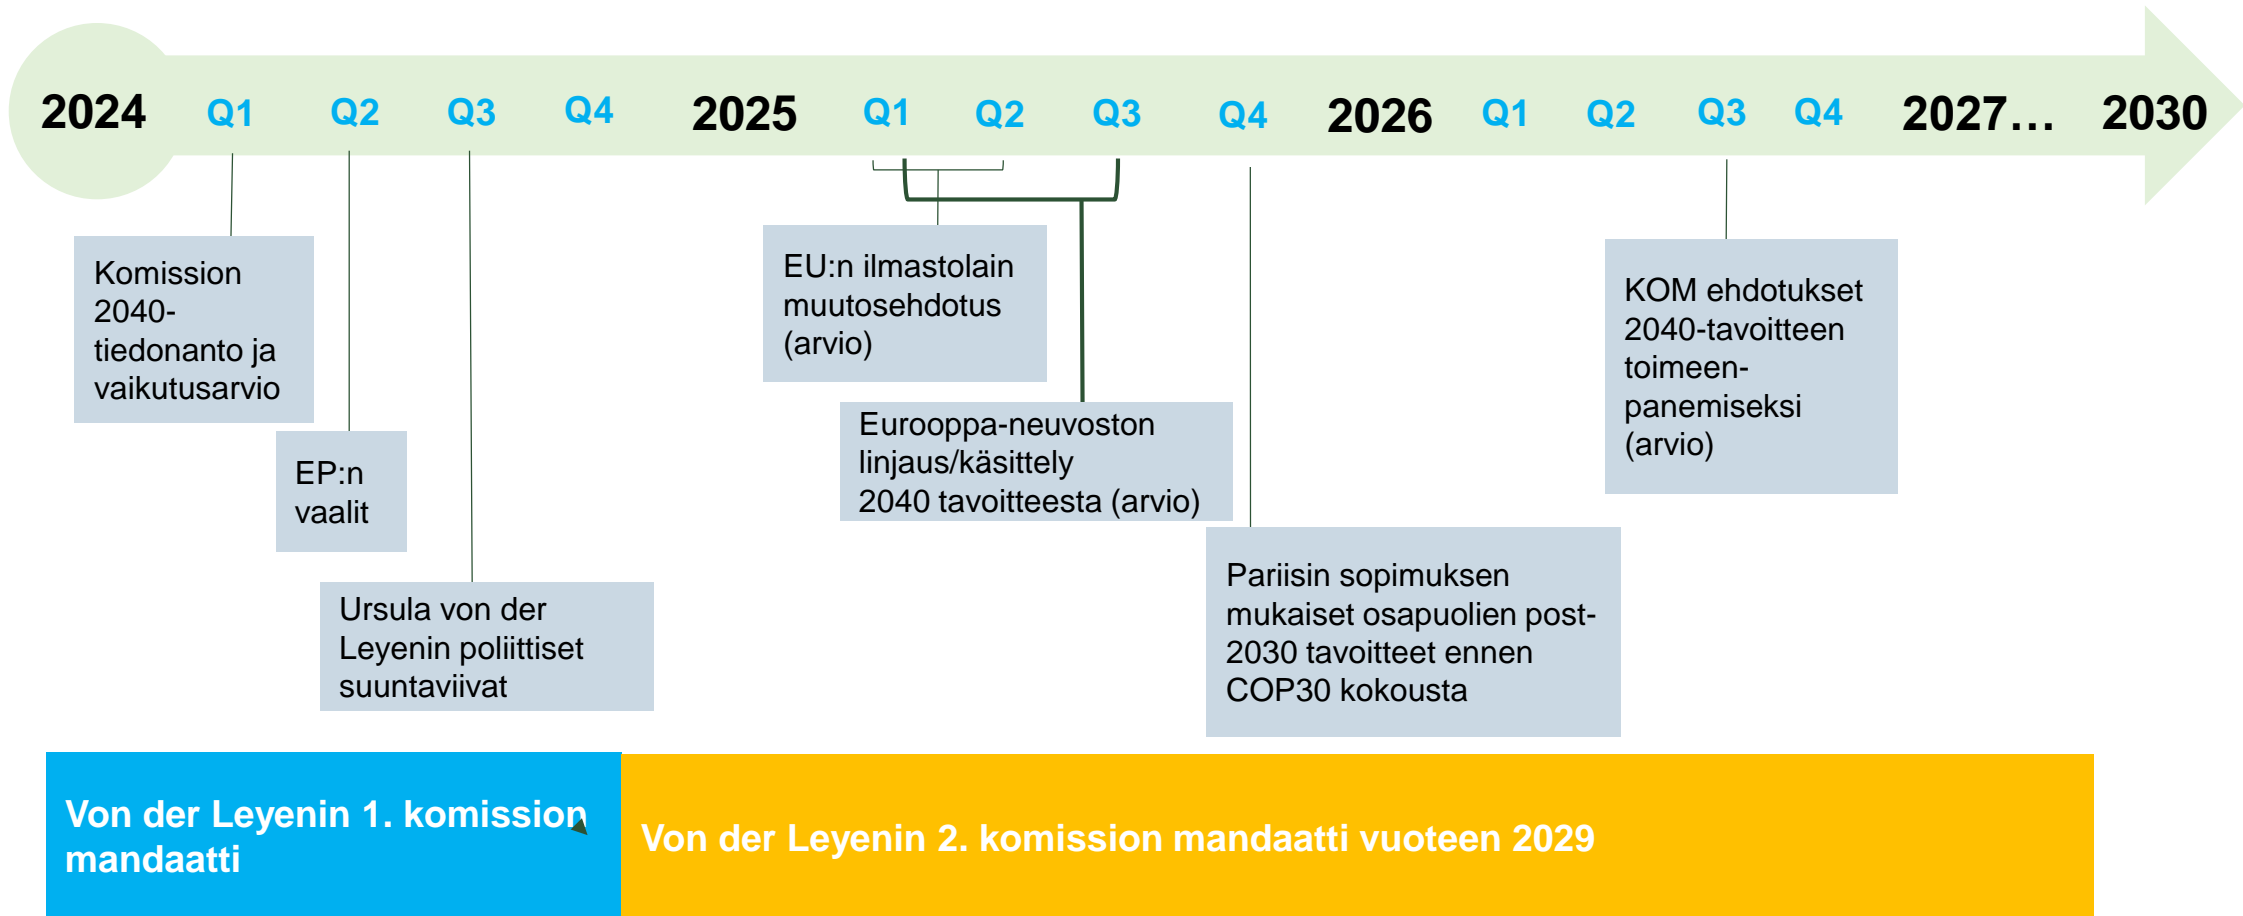 2024 Q1 Q2 Q3 Q4 2025 Q1 Q2 Q3 Q4 2026 Q1 Q2 Q3 Q4 2027... 2030
Komission
2040-
tiedonanto ja
vaikutusarvio
EP:n
vaalit
Ursula von der
Leyenin poliittiset
suuntaviivat
EU:n ilmastolain
muutosehdotus
(arvio)
Eurooppa-neuvoston
linjaus/käsittely
2040 tavoitteesta (arvio)
Pariisin sopimuksen
mukaiset osapuolien post-
2030 tavoitteet ennen
COP30 kokousta
KOM ehdotukset
2040-tavoitteen
toimeen-
panemiseksi
(arvio)
Von der Leyenin 1. komission
mandaatti
Von der Leyenin 2. komission mandaatti vuoteen 2029